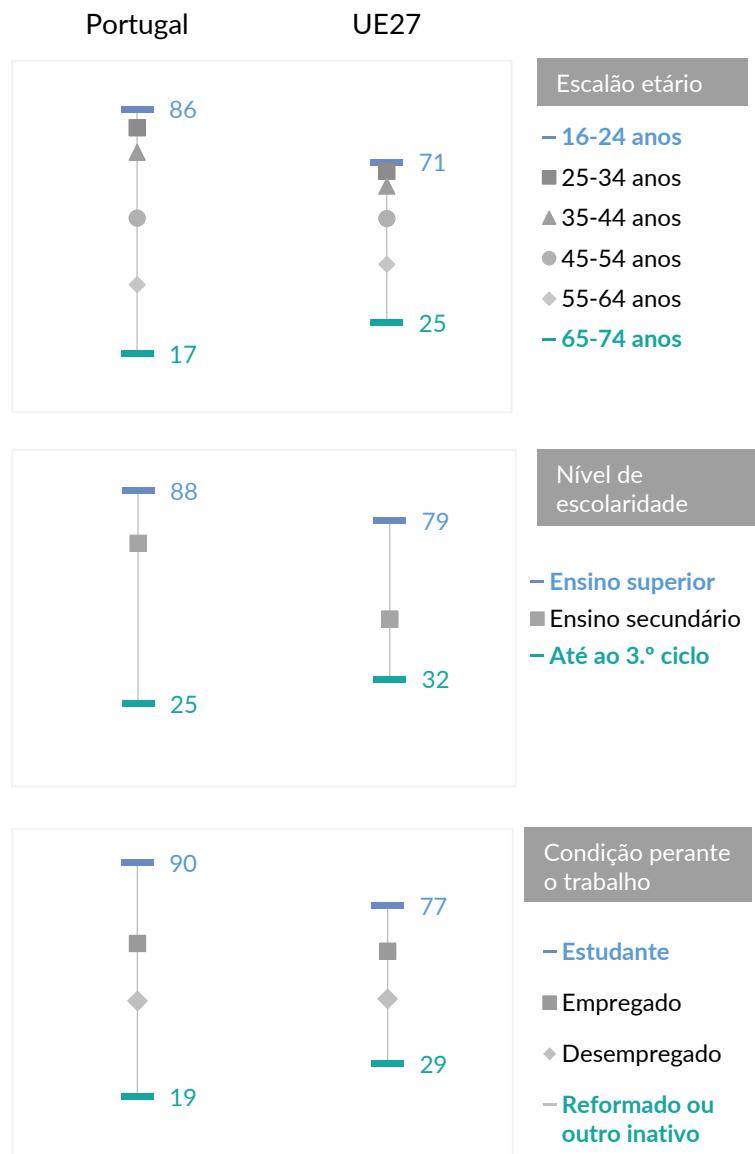 Portugal
UE27
86
71
17
25
Escalão etário
16-24 anos
25-34 anos
35-44 anos
45-54 anos
55-64 anos
65-74 anos
88
79
25
32
Nível de
escolaridade
Ensino superior
Ensino secundário
Até ao 3.º ciclo
90
77
19
29
Condição perante
o trabalho
Estudante
Empregado
Desempregado
Reformado ou
outro inativo